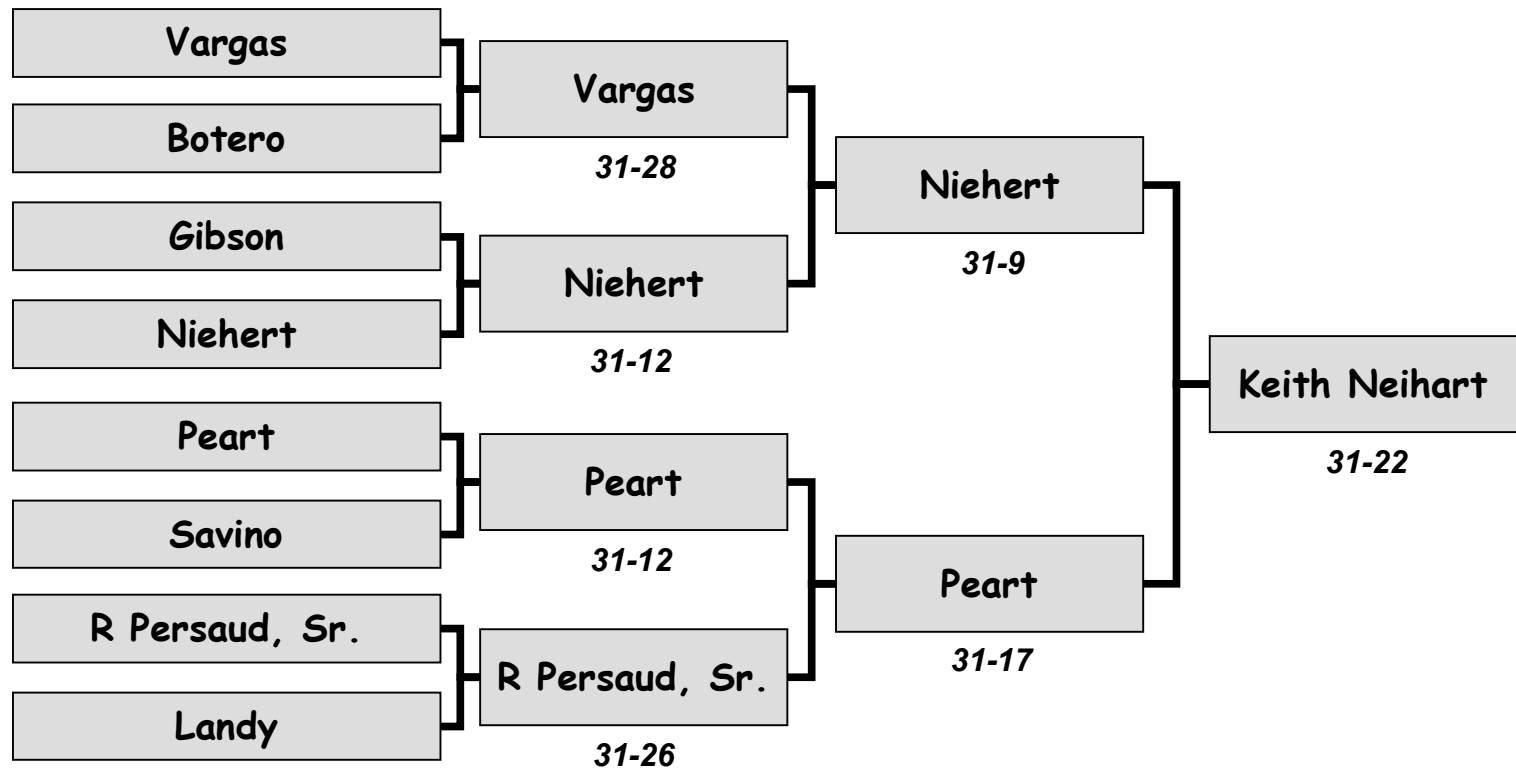 Vargas
Botero
Gibson
Niehert
Peart
Savino
R Persaud, Sr.
Landy
Vargas
31-28
Niehert
31-12
Peart
31-12
R Persaud, Sr.
31-26
Niehert
31-9
Peart
31-17
Keith Neihart
31-22